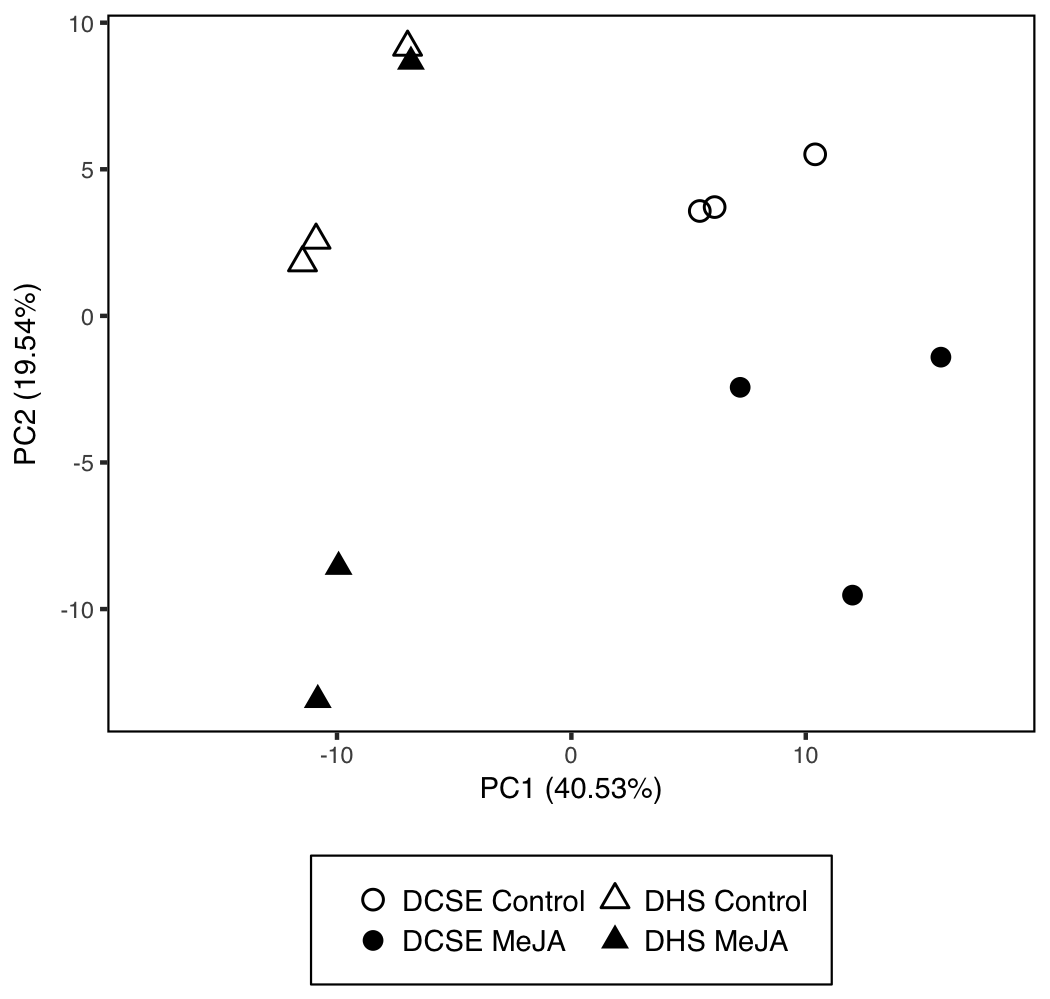 10
5
0
-5
-10
PC2 (19.54%)
-10 0 10
PC1 (40.53%)
DCSE Control DHS Control
DCSE MeJA DHS MeJA